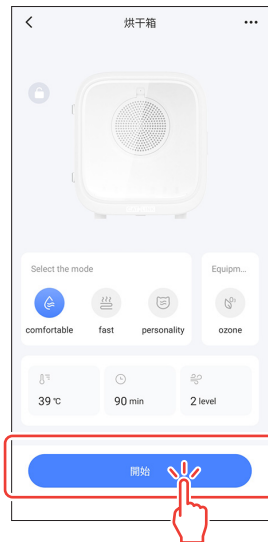 烘干箱
Select the mode
Equipm...
comfortable
fast
personality
ozone
39 ℃
90 min
2 level
開始